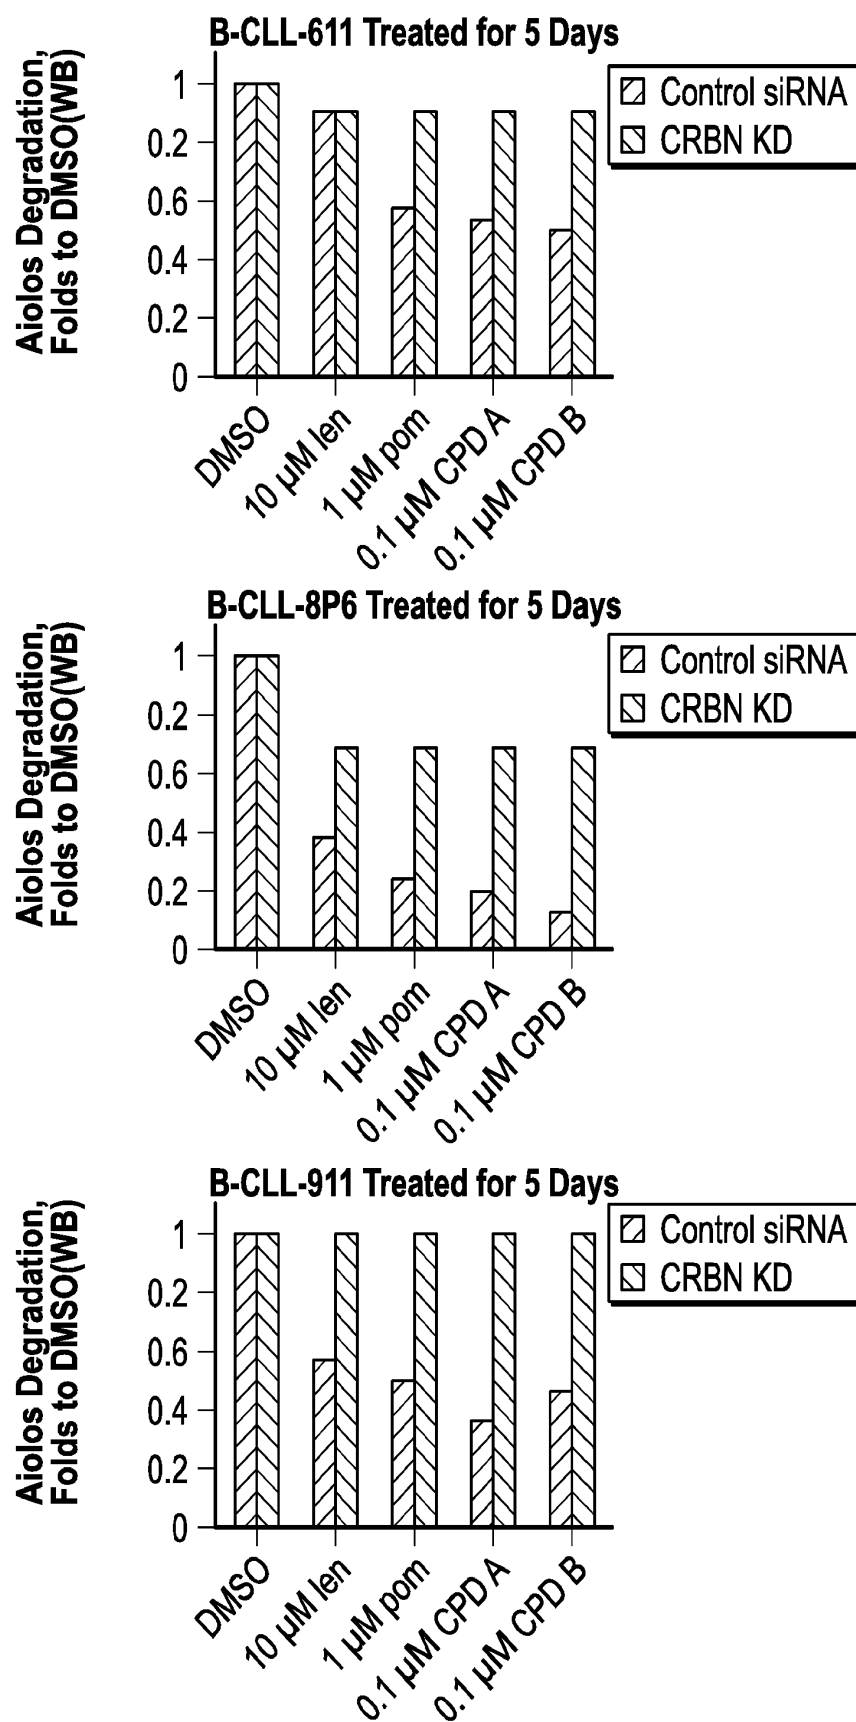 B-CLL-611 Treated for 5 Days
Aiolos Degradation,
Folds to DMSO(WB)
1
0.2
0.6
0.4
0.2
0
Control siRNA
CRBN KD
DMSO
10 µM len
1 µM pom
0.1 µM CPD A
0.1 µM CPD B
B-CLL-8P6 Treated for 5 Days
Aiolos Degradation,
Folds to DMSO(WB)
1
0.2
0.6
0.4
0.2
0
Control siRNA
CRBN KD
DMSO
10 µM len
1 µM pom
0.1 µM CPD A
0.1 µM CPD B
B-CLL-911 Treated for 5 Days
Aiolos Degradation,
Folds to DMSO(WB)
1
0.2
0.6
0.4
0.2
0
Control siRNA
CRBN KD
DMSO
10 µM len
1 µM pom
0.1 µM CPD A
0.1 µM CPD B